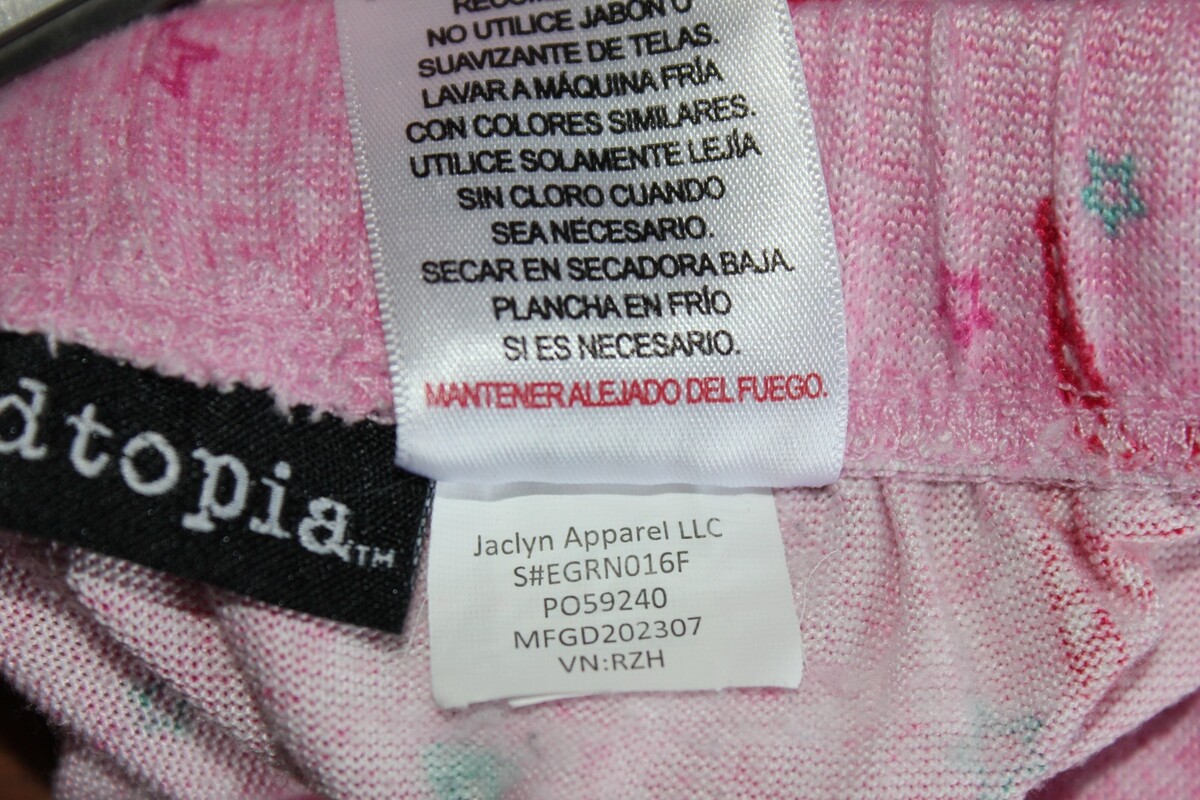 NO UTILICE JABÓN O
SUAVIZANTE DE TELAS.
LAVAR A MÁQUINA FRÍA
CON COLORES SIMILARES.
UTILICE SOLAMENTE LEJÍA
SIN CLORO CUANDO
SEA NECESARIO.
SECAR EN SECADORA BAJA.
PLANCHA EN FRÍO
SI ES NECESARIO.
MANTENER ALEJADO DEL FUEGO.
dtopia™
Jaclyn Apparel LLC
S#EGRN016F
PO59240
MFGD202307
VN:RZH